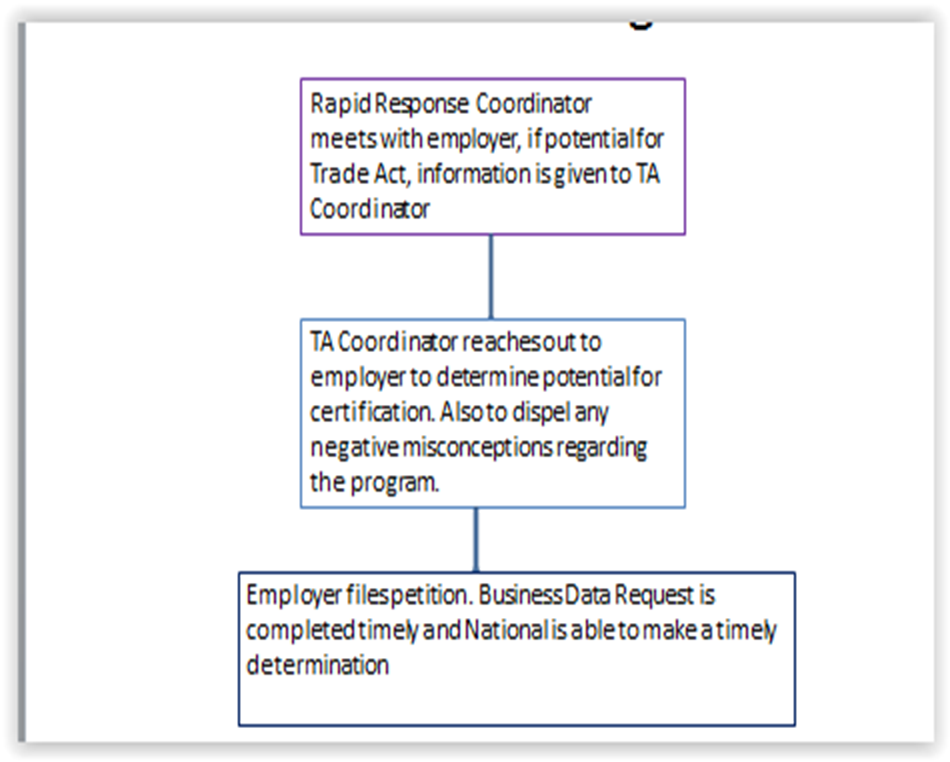 Rapid Response Coordinator
meets with employer, if potential for
Trade Act, information is given to TA
Coordinator
TA Coordinator reaches out to
employer to determine potential for
certification. Also to dispel any
negative misconceptions regarding
the program.
Employer files petition. Business Data Request is
completed timely and National is able to make a timely
determination